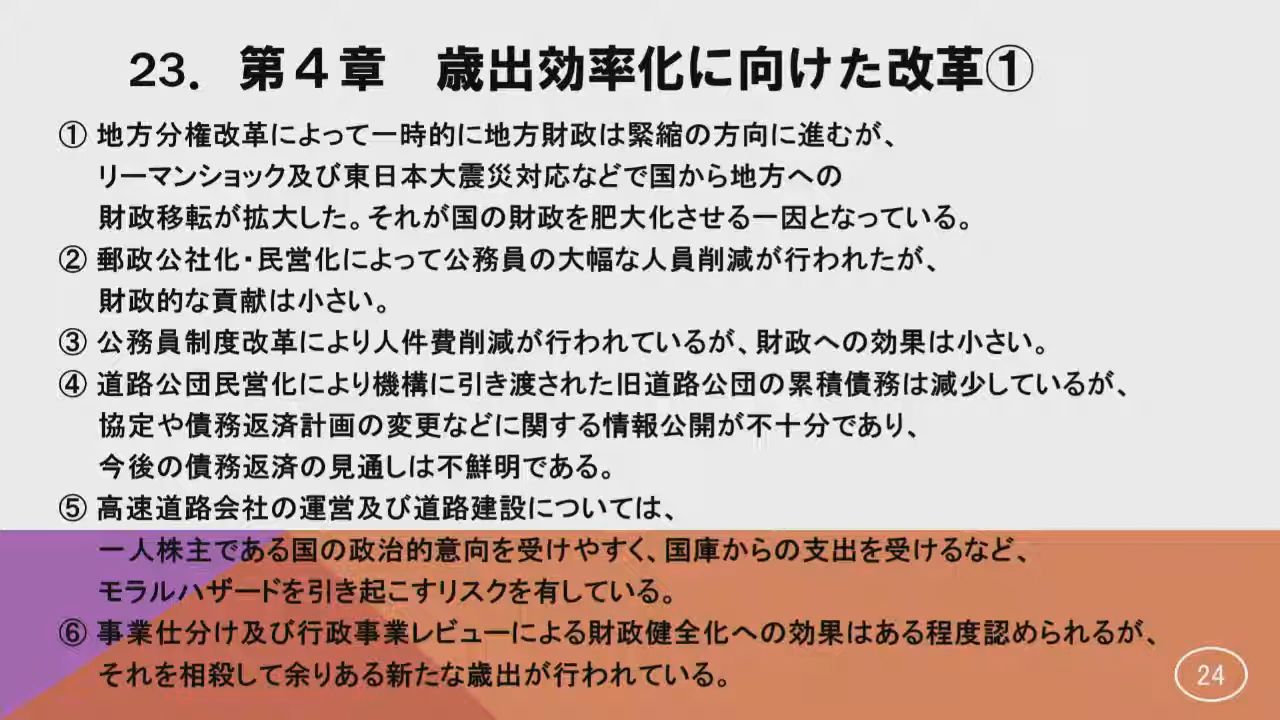 23．第４章　歳出効率化に向けた改革①
① 地方分権改革によって一時的に地方財政は緊縮の方向に進むが、
リーマンショック及び東日本大震災対応などで国から地方への
財政移転が拡大した。それが国の財政を肥大化させる一因となっている。
② 郵政公社化・民営化によって公務員の大幅な人員削減が行われたが、
財政的な貢献は小さい。
③ 公務員制度改革により人件費削減が行われているが、財政への効果は小さい。
④ 道路公団民営化により機構に引き渡された旧道路公団の累積債務は減少しているが、
協定や債務返済計画の変更などに関する情報公開が不十分であり、
今後の債務返済の見通しは不鮮明である。
⑤ 高速道路会社の運営及び道路建設については、
一人株主である国の政治的意向を受けやすく、国庫からの支出を受けるなど、
モラルハザードを引き起こすリスクを有している。
⑥ 事業仕分け及び行政事業レビューによる財政健全化への効果はある程度認められるが、
それを相殺して余りある新たな歳出が行われている。
24